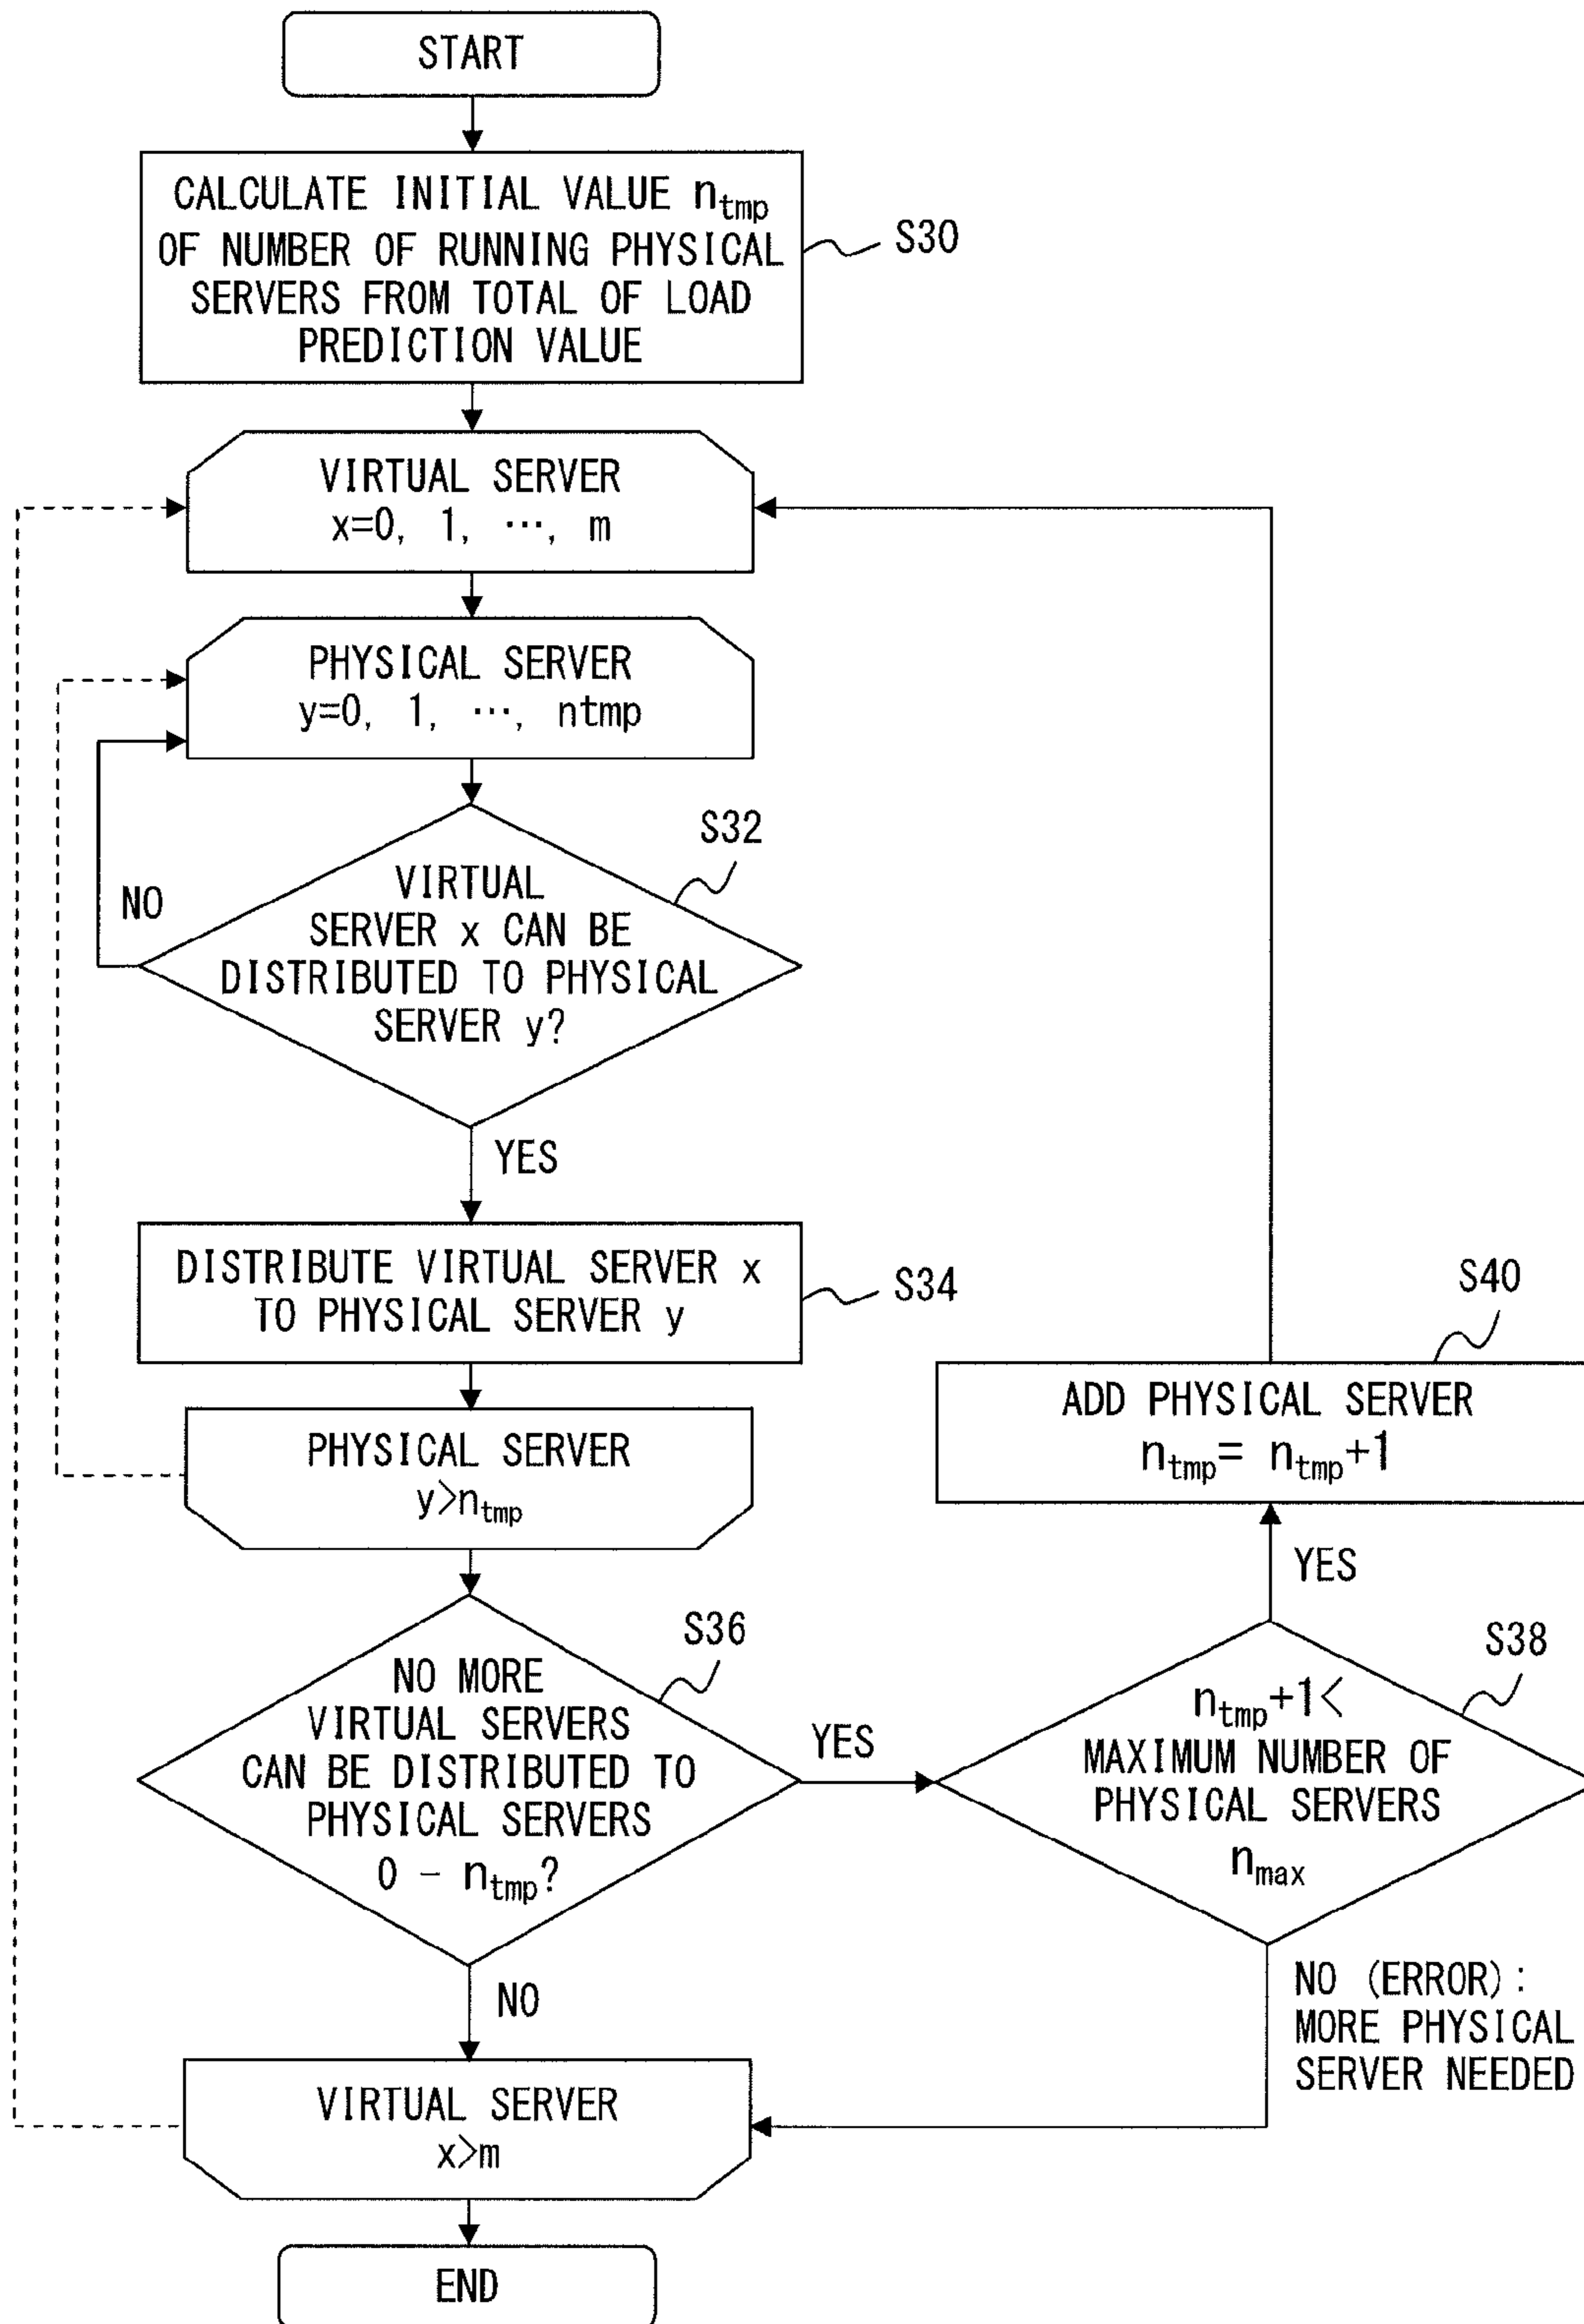 START
CALCULATE INITIAL VALUE ntmp
OF NUMBER OF RUNNING PHYSICAL
SERVERS FROM TOTAL OF LOAD
PREDICTION VALUE
S30
VIRTUAL SERVER
x=0, 1, ···, m
PHYSICAL SERVER
y=0, 1, ···, ntmp
S32
VIRTUAL
SERVER x CAN BE
DISTRIBUTED TO PHYSICAL
SERVER y?
NO
YES
DISTRIBUTE VIRTUAL SERVER x
TO PHYSICAL SERVER y
S34
PHYSICAL SERVER
y>ntmp
S36
NO MORE
VIRTUAL SERVERS
CAN BE DISTRIBUTED TO
PHYSICAL SERVERS
0 - ntmp?
YES
NO
S38
ntmp+1<
MAXIMUM NUMBER OF
PHYSICAL SERVERS
nmax
YES
S40
ADD PHYSICAL SERVER
ntmp= ntmp+1
NO (ERROR):
MORE PHYSICAL
SERVER NEEDED
VIRTUAL SERVER
x>m
END